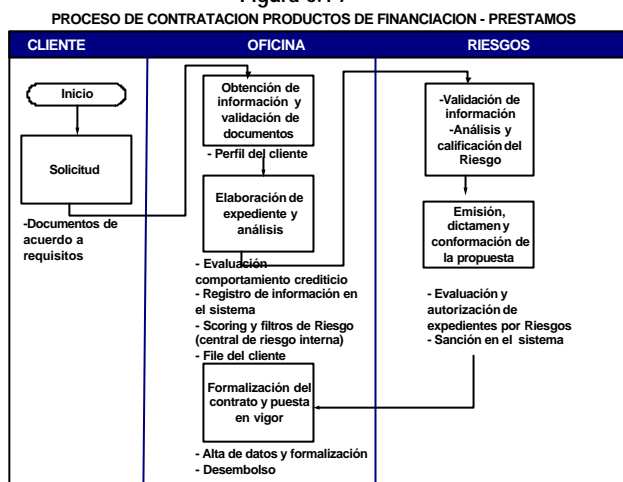 PROCESO DE CONTRATACION PRODUCTOS DE FINANCIACION - PRESTAMOS
CLIENTE
OFICINA
RIESGOS
Inicio
Solicitud
-Documentos de
acuerdo a
requisitos
Obtención de
información y
validación de
documentos
- Perfil del cliente
Elaboración de
expediente y
análisis
- Evaluación
comportamiento crediticio
- Registro de información en
el sistema
- Scoring y filtros de Riesgo
(central de riesgo interna)
- File del cliente
Formalización del
contrato y puesta
en vigor
- Alta de datos y formalización
- Desembolso
-Validación de
información
-Análisis y
calificación del
Riesgo
Emisión,
dictamen y
conformación de
la propuesta
- Evaluación y
autorización de
expedientes por Riesgos
- Sanción en el sistema